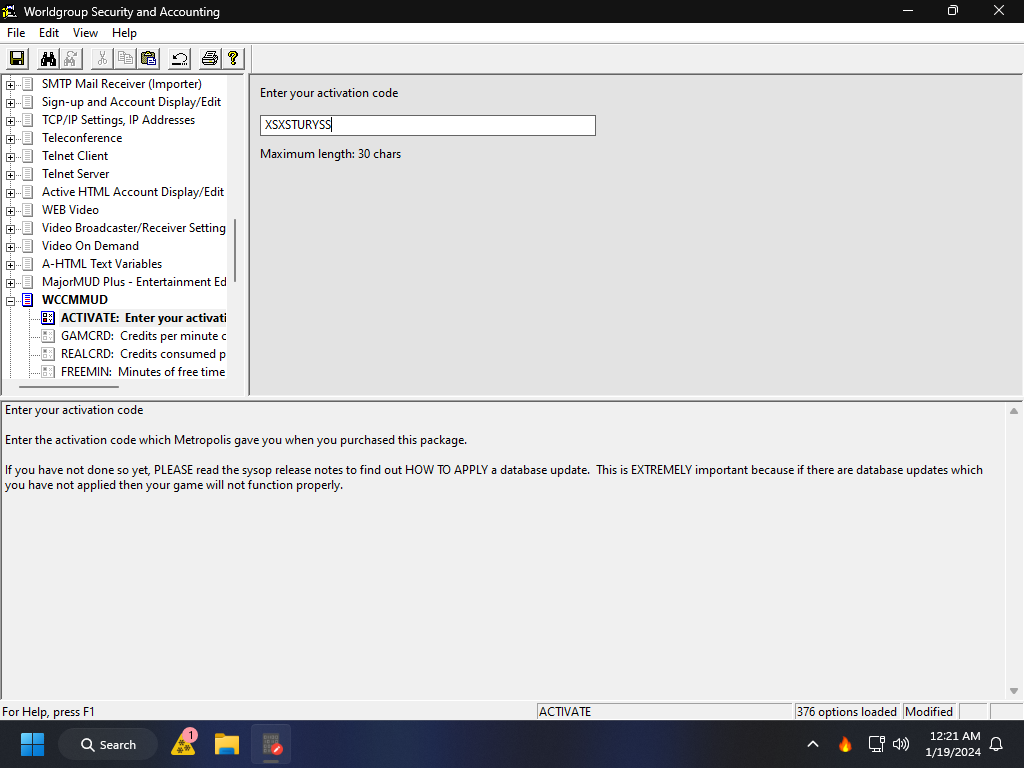 Worldgroup Security and Accounting
File Edit View Help
SMTP Mail Receiver (Importer)
Sign-up and Account Display/Edit
TCP/IP Settings, IP Addresses
Teleconference
Telnet Client
Telnet Server
Active HTML Account Display/Edit
WEB Video
Video Broadcaster/Receiver Setting
Video On Demand
A-HTML Text Variables
MajorMUD Plus - Entertainment Ed
WCCMMUD
ACTIVATE: Enter your activati
GAMCRD: Credits per minute c
REALCRD: Credits consumed p
FREEMIN: Minutes of free time
Enter your activation code
XSXSTURYSS
Maximum length: 30 chars
Enter your activation code
Enter the activation code which Metropolis gave you when you purchased this package.
If you have not done so yet, PLEASE read the sysop release notes to find out HOW TO APPLY a database update. This is EXTREMELY important because if there are database updates which
you have not applied then your game will not function properly.
For Help, press F1
ACTIVATE
376 options loaded
Modified
Search
1
12:21 AM
1/19/2024